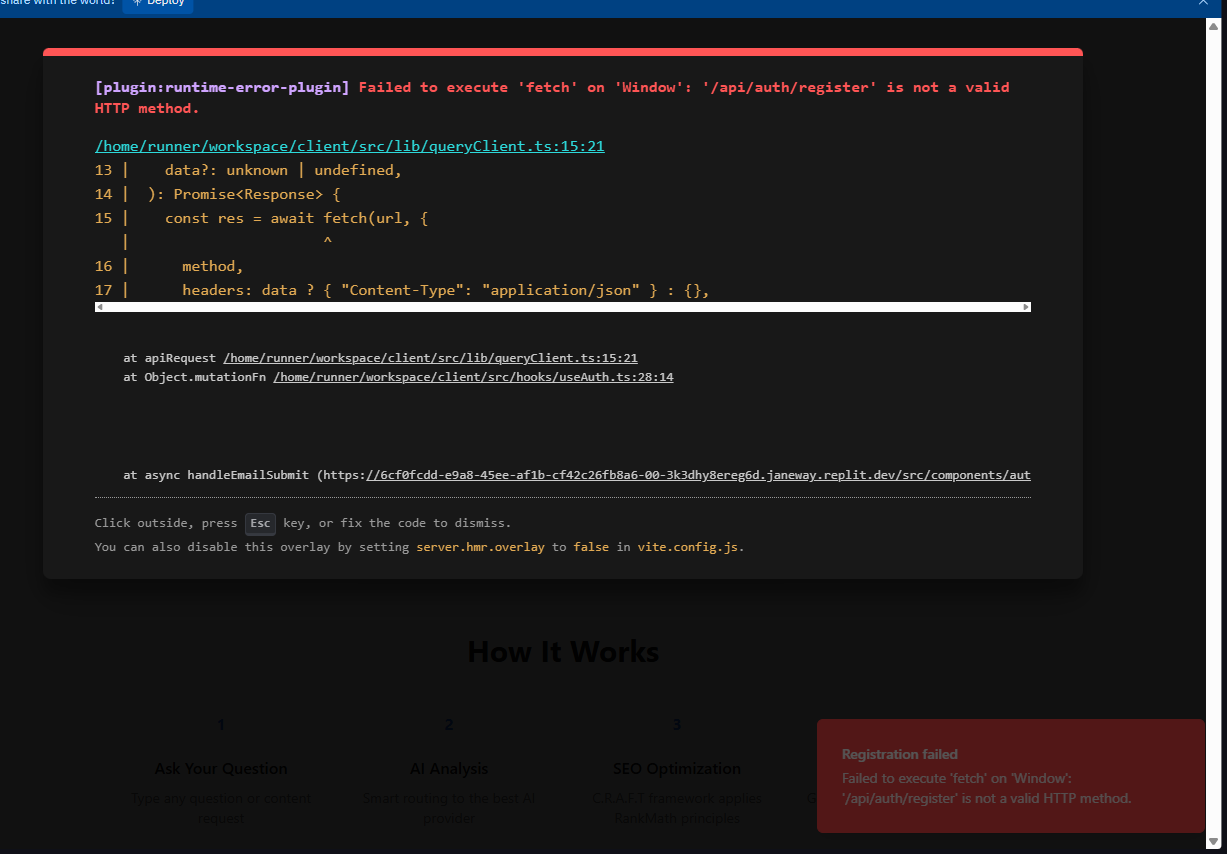 share with the world! Deploy
[plugin:runtime-error-plugin] Failed to execute 'fetch' on 'Window': '/api/auth/register' is not a valid
HTTP method.
/home/runner/workspace/client/src/lib/queryClient.ts:15:21
13 |    data?: unknown | undefined,
14 |  ): Promise<Response> {
15 |    const res = await fetch(url, {
   |                      ^
16 |      method,
17 |      headers: data ? { "Content-Type": "application/json" } : {},
at apiRequest /home/runner/workspace/client/src/lib/queryClient.ts:15:21
at Object.mutationFn /home/runner/workspace/client/src/hooks/useAuth.ts:28:14
at async handleEmailSubmit (https://6cf0fcdd-e9a8-45ee-af1b-cf42c26fb8a6-00-3k3dhy8ereg6d.janeway.replit.dev/src/components/aut
Click outside, press Esc key, or fix the code to dismiss.
You can also disable this overlay by setting server.hmr.overlay to false in vite.config.js.
How It Works
1
Ask Your Question
Type any question or content
request
2
AI Analysis
Smart routing to the best AI
provider
3
SEO Optimization
C.R.A.F.T framework applies
RankMath principles
G
Registration failed
Failed to execute 'fetch' on 'Window':
'/api/auth/register' is not a valid HTTP method.